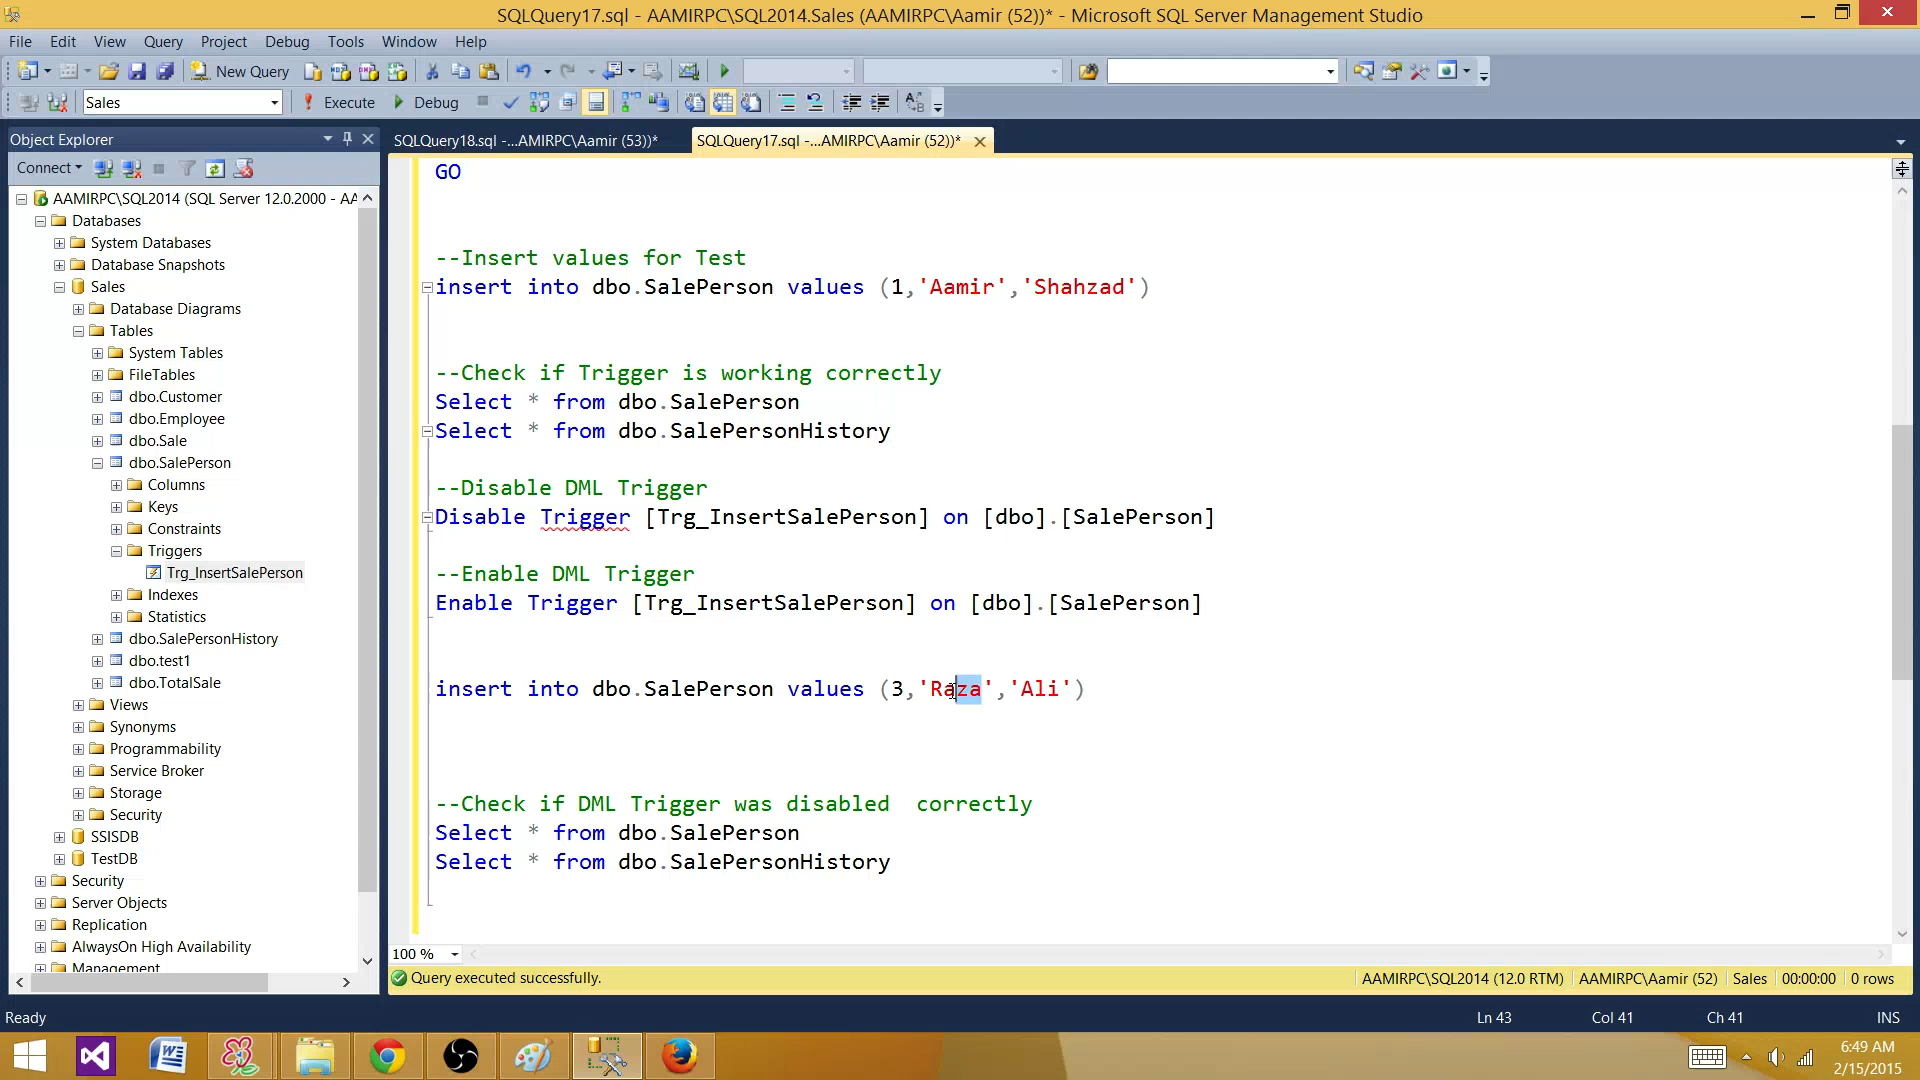 SQLQuery17.sql - AAMIRPC\SQL2014.Sales (AAMIRPC\Aamir (52))* - Microsoft SQL Server Management Studio
File Edit View Query Project Debug Tools Window Help
New Query
Sales Execute Debug
Object Explorer
SQLQuery18.sql -...AMIRPC\Aamir (53))* SQLQuery17.sql -...AMIRPC\Aamir (52))*
Connect
AAMIRPC\SQL2014 (SQL Server 12.0.2000 - AA
Databases
System Databases
Database Snapshots
Sales
Database Diagrams
Tables
System Tables
FileTables
dbo.Customer
dbo.Employee
dbo.Sale
dbo.SalePerson
Columns
Keys
Constraints
Triggers
Trg_InsertSalePerson
Indexes
Statistics
dbo.SalePersonHistory
dbo.test1
dbo.TotalSale
Views
Synonyms
Programmability
Service Broker
Storage
Security
SSISDB
TestDB
Security
Server Objects
Replication
AlwaysOn High Availability
Management
GO
--Insert values for Test
insert into dbo.SalePerson values (1,'Aamir','Shahzad')
--Check if Trigger is working correctly
Select * from dbo.SalePerson
Select * from dbo.SalePersonHistory
--Disable DML Trigger
Disable Trigger [Trg_InsertSalePerson] on [dbo].[SalePerson]
--Enable DML Trigger
Enable Trigger [Trg_InsertSalePerson] on [dbo].[SalePerson]
insert into dbo.SalePerson values (3,'Raza','Ali')
--Check if DML Trigger was disabled  correctly
Select * from dbo.SalePerson
Select * from dbo.SalePersonHistory
100 %
Query executed successfully. AAMIRPC\SQL2014 (12.0 RTM) AAMIRPC\Aamir (52) Sales 00:00:00 0 rows
Ready Ln 43 Col 41 Ch 41 INS
6:49 AM
2/15/2015